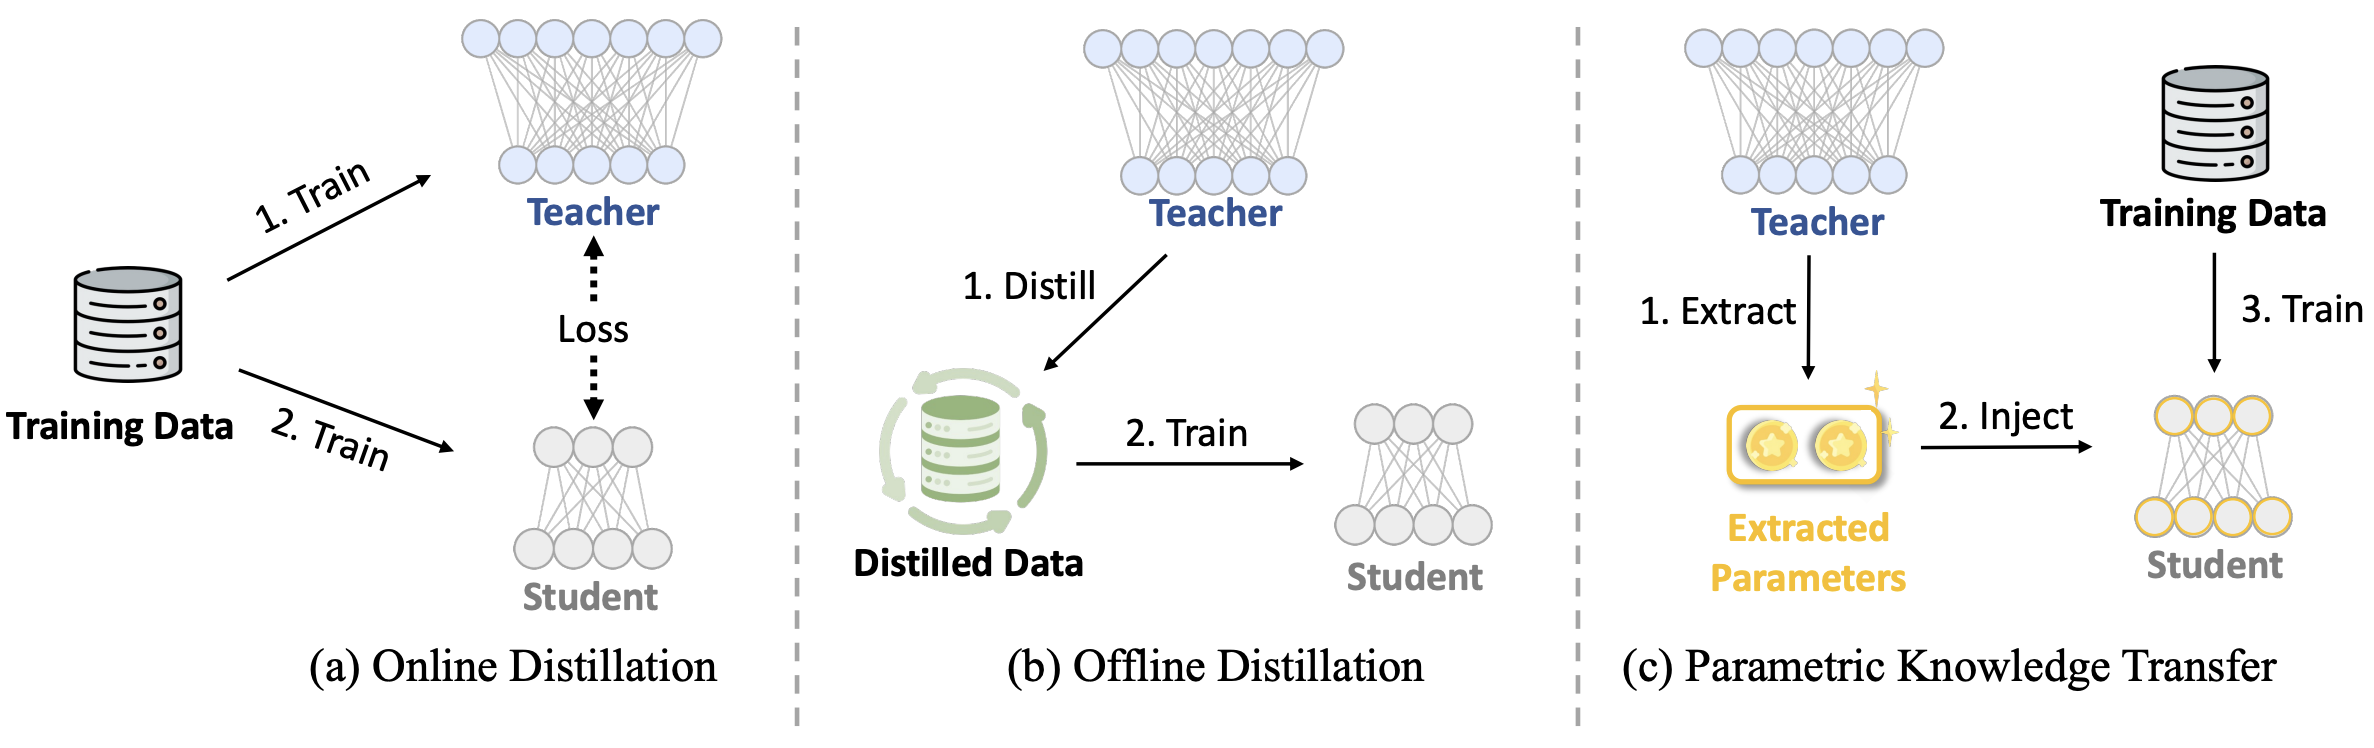 1. Train
Teacher
Loss
Training Data
2. Train
Student
(a) Online Distillation
Teacher
1. Distill
2. Train
Distilled Data
Student
(b) Offline Distillation
Teacher
Training Data
1. Extract
3. Train
2. Inject
Extracted
Parameters
Student
(c) Parametric Knowledge Transfer